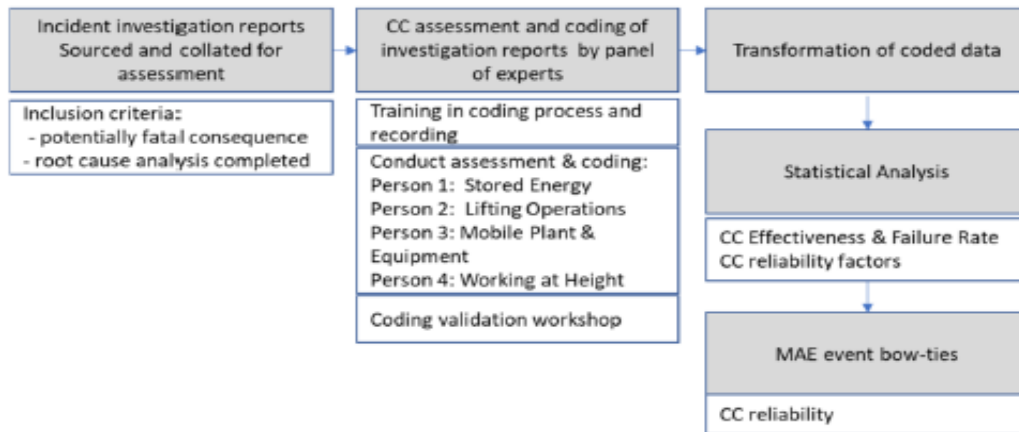 Incident investigation reports
Sourced and collated for
assessment
Inclusion criteria:
- potentially fatal consequence
- root cause analysis completed
CC assessment and coding of
investigation reports by panel
of experts
Training in coding process and
recording
Conduct assessment & coding:
Person 1: Stored Energy
Person 2: Lifting Operations
Person 3: Mobile Plant &
Equipment
Person 4: Working at Height
Coding validation workshop
Transformation of coded data
Statistical Analysis
CC Effectiveness & Failure Rate
CC reliability factors
MAE event bow-ties
CC reliability